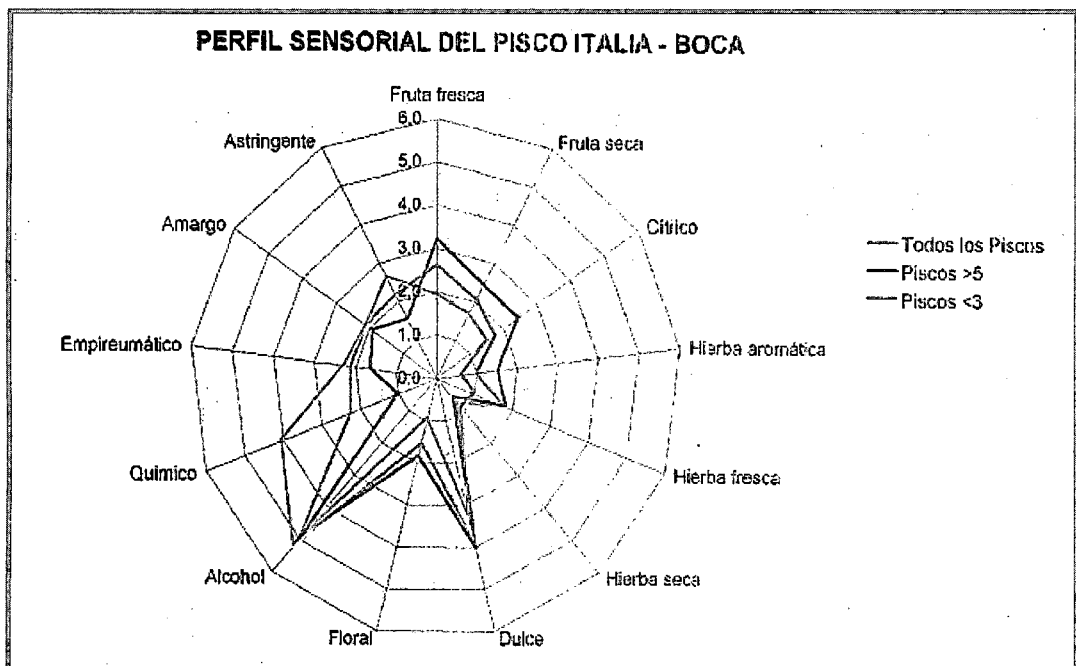 PERFIL SENSORIAL DEL PISCO ITALIA - BOCA
Fruta fresca
Fruta seca
Cítrico
Hierba aromática
Hierba fresca
Hierba seca
Dulce
Floral
Alcohol
Químico
Empireumático
Amargo
Astringente
6,0
5,0
4,0
3,0
2,0
1,0
0,0
Todos los Piscos
Piscos >5
Piscos <3